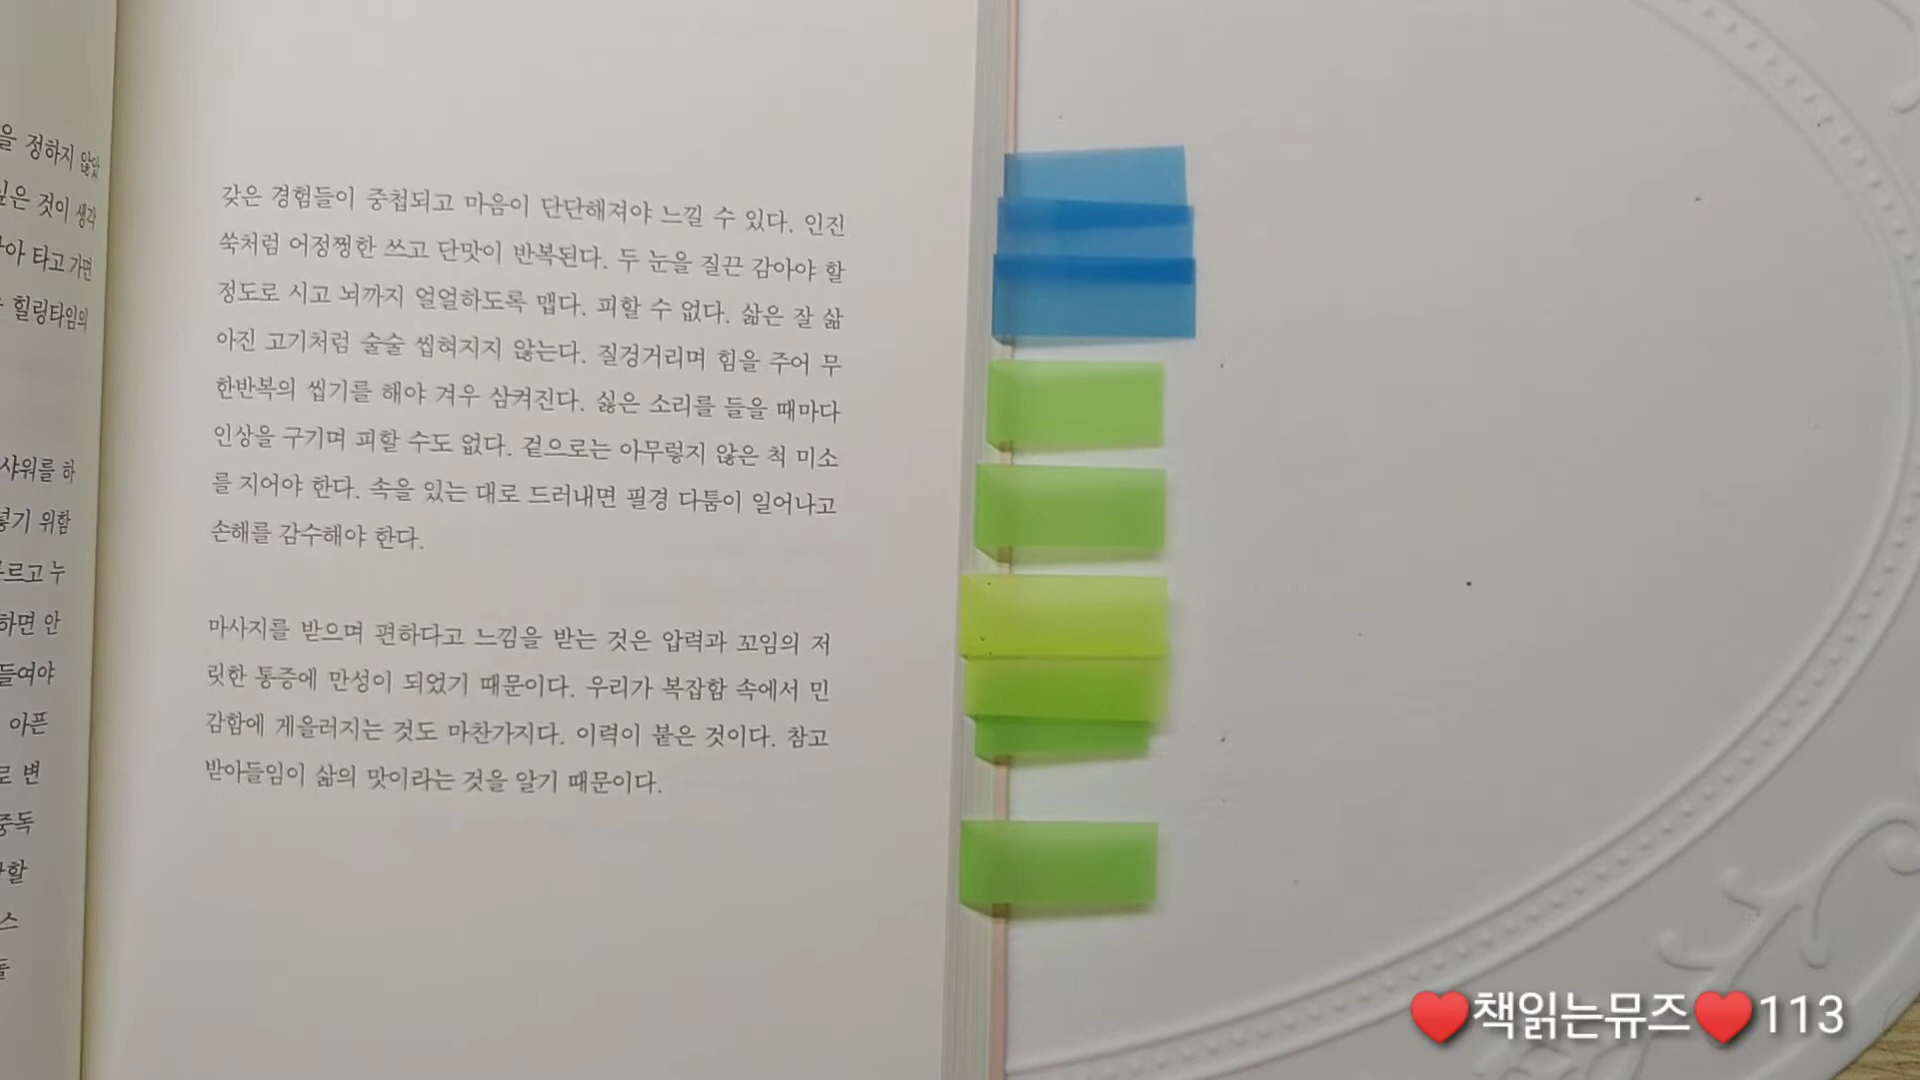 을 정하지 않았
싶은 것이 생각
아 타고 가면
힐링타임의
샤워를 하
넣기 위함
르고 누
하면 안
들여야
아픈
로 변
중독
할
스
갖은 경험들이 중첩되고 마음이 단단해져야 느낄 수 있다. 인진
쑥처럼 어정쩡한 쓰고 단맛이 반복된다. 두 눈을 질끈 감아야 할
정도로 시고 뇌까지 얼얼하도록 맵다. 피할 수 없다. 삶은 잘 삶
아진 고기처럼 술술 씹혀지지 않는다. 질겅거리며 힘을 주어 무
한반복의 씹기를 해야 겨우 삼켜진다. 싫은 소리를 들을 때마다
인상을 구기며 피할 수도 없다. 겉으로는 아무렇지 않은 척 미소
를 지어야 한다. 속을 있는 대로 드러내면 필경 다툼이 일어나고
손해를 감수해야 한다.
마사지를 받으며 편하다고 느낌을 받는 것은 압력과 꼬임의 저
릿한 통증에 만성이 되었기 때문이다. 우리가 복잡함 속에서 민
감함에 게을러지는 것도 마찬가지다. 이력이 붙은 것이다. 참고
받아들임이 삶의 맛이라는 것을 알기 때문이다.
❤️책읽는뮤즈❤️113